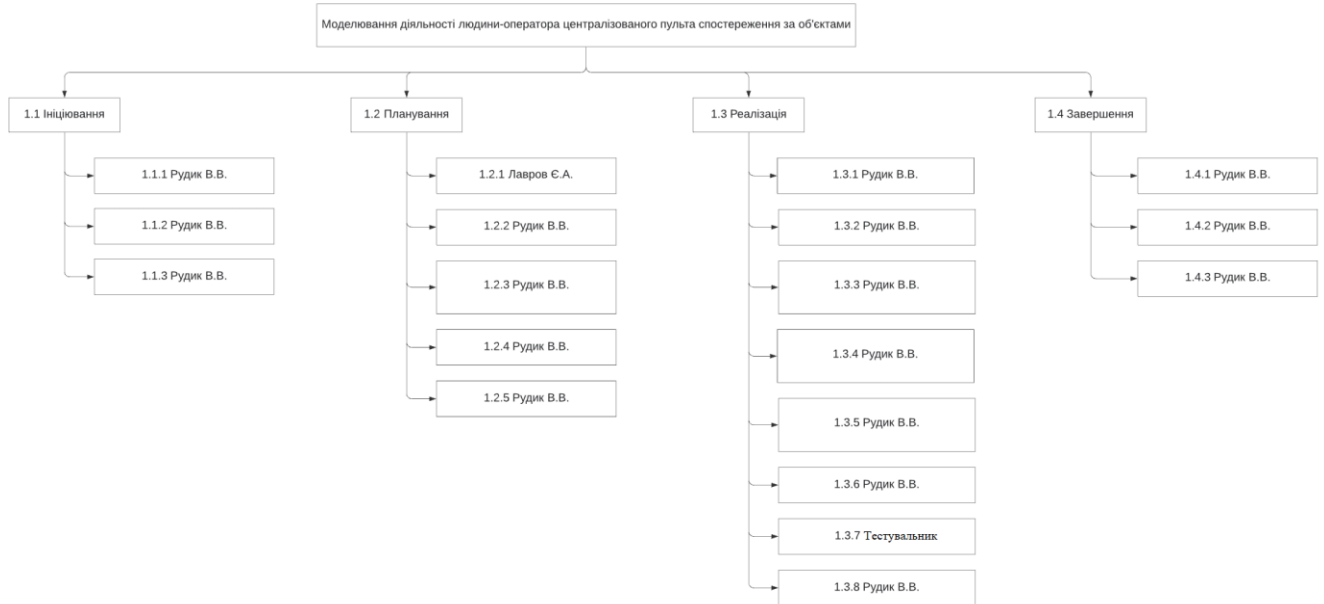 Моделювання діяльності людини-оператора централізованого пульта спостереження за об'єктами
1.1 Ініціювання
1.1.1 Рудик В.В.
1.1.2 Рудик В.В.
1.1.3 Рудик В.В.
1.2 Планування
1.2.1 Лавров Є.А.
1.2.2 Рудик В.В.
1.2.3 Рудик В.В.
1.2.4 Рудик В.В.
1.2.5 Рудик В.В.
1.3 Реалізація
1.3.1 Рудик В.В.
1.3.2 Рудик В.В.
1.3.3 Рудик В.В.
1.3.4 Рудик В.В.
1.3.5 Рудик В.В.
1.3.6 Рудик В.В.
1.3.7 Тестувальник
1.3.8 Рудик В.В.
1.4 Завершення
1.4.1 Рудик В.В.
1.4.2 Рудик В.В.
1.4.3 Рудик В.В.